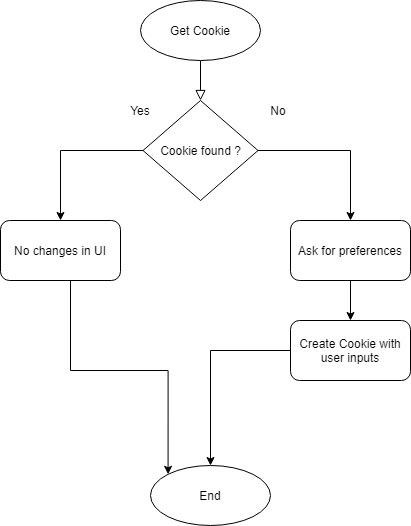 Get Cookie
Yes
No
Cookie found ?
No changes in UI
Ask for preferences
Create Cookie with
user inputs
End